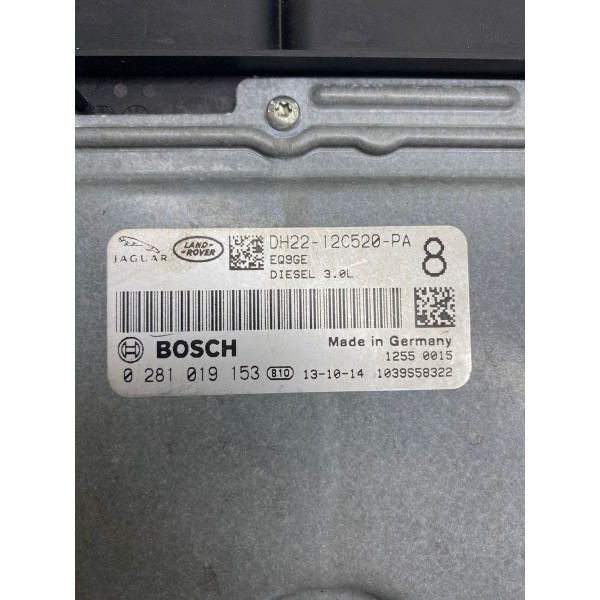 JAGUAR
LAND-
ROVER
DH22-12C520-PA
EQ9GE
DIESEL 3.0L
8
BOSCH
Made in Germany
1255 0015
0 281 019 153 810 13-10-14 1039S58322